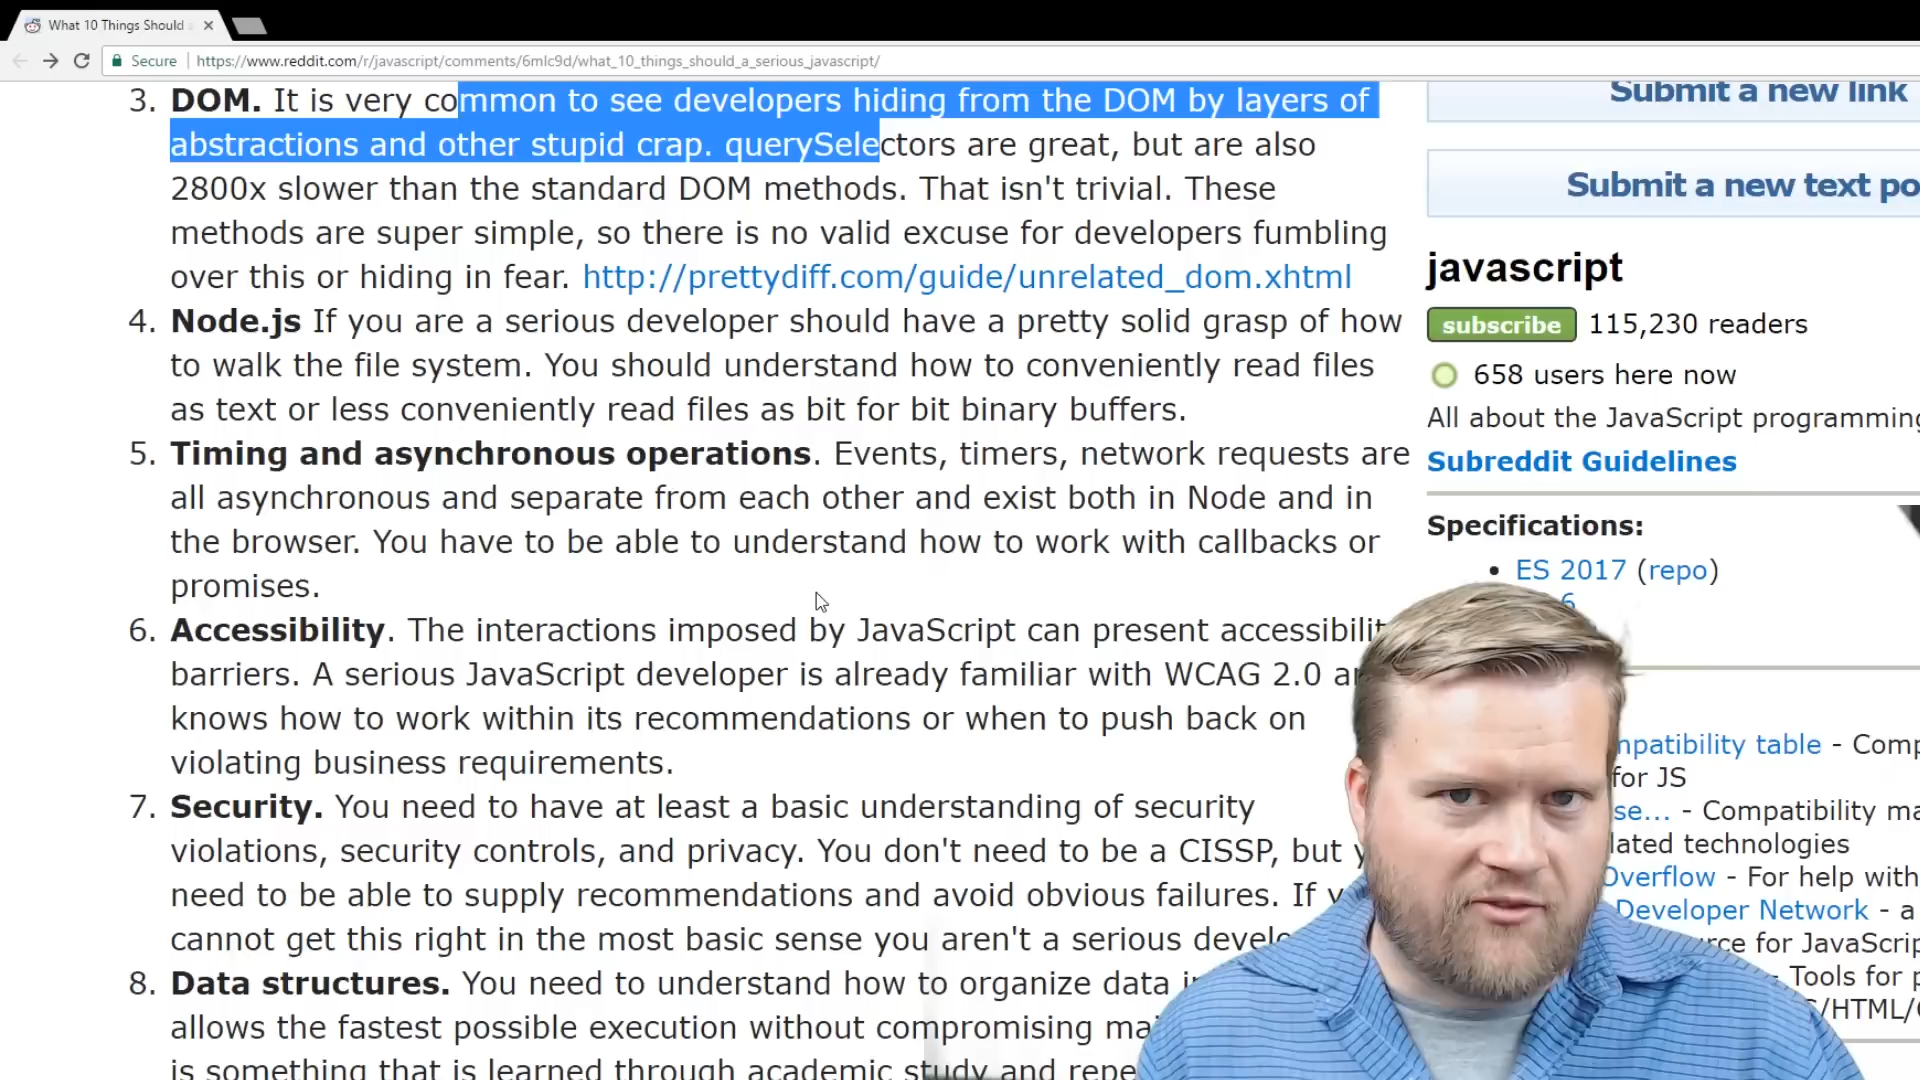 What 10 Things Should
Secure
https://www.reddit.com/r/javascript/comments/6mlc9d/what_10_things_should_a_serious_javascript/
3. DOM. It is very common to see developers hiding from the DOM by layers of
abstractions and other stupid crap. querySelectors are great, but are also
2800x slower than the standard DOM methods. That isn't trivial. These
methods are super simple, so there is no valid excuse for developers fumbling
over this or hiding in fear. http://prettydiff.com/guide/unrelated_dom.xhtml
4. Node.js If you are a serious developer should have a pretty solid grasp of how
to walk the file system. You should understand how to conveniently read files
as text or less conveniently read files as bit for bit binary buffers.
5. Timing and asynchronous operations. Events, timers, network requests are
all asynchronous and separate from each other and exist both in Node and in
the browser. You have to be able to understand how to work with callbacks or
promises.
6. Accessibility. The interactions imposed by JavaScript can present
barriers. A serious JavaScript developer is already familiar with WCAG 2.0
knows how to work within its recommendations or when to push back on
violating business requirements.
7. Security. You need to have at least a basic understanding of security
violations, security controls, and privacy. You don't need to be a CISSP, but
need to be able to supply recommendations and avoid obvious failures. If
cannot get this right in the most basic sense you aren't a serious
8. Data structures. You need to understand how to organize data
allows the fastest possible execution without compromising
is something that is learned through academic study and
Submit a new link
Submit a new text
javascript
subscribe 115,230 readers
658 users here now
All about the JavaScript
Subreddit Guidelines
Specifications:
• ES 2017 (repo)
6
table -
for JS
se... - Compatibility
technologies
Overflow - For help with
Developer Network - a
for
- Tools for
/HTML/